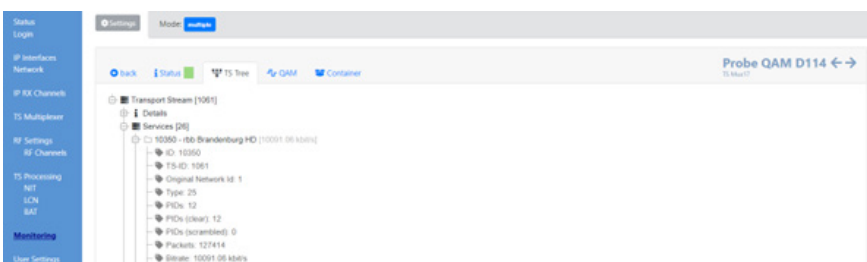 Status
Login
IP Interfaces
Network
IP RX Channels
TS Multiplexer
RF Settings
RF Channels
TS Processing
NIT
LCN
BAT
Monitoring
User Settings
Settings
Mode: multiple
Probe QAM D114
TS Mux17
back
Status
TS Tree
QAM
Container
Transport Stream [1061]
Details
Services [26]
10350 - rbb Brandenburg HD [10091.06 kbit/s]
ID: 10350
TS-ID: 1061
Original Network Id: 1
Type: 25
PIDs: 12
PIDs (clear): 12
PIDs (scrambled): 0
Packets: 127414
Bitrate: 10091.06 kbit/s